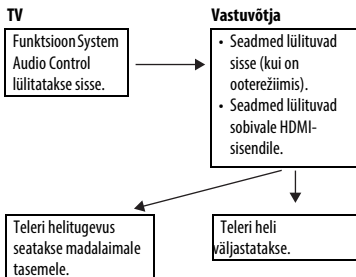 TV
Vastuvõtja
Funktsioon System
Audio Control
lülitatakse sisse.
• Seadmed lülituvad
sisse (kui on
ooterežiimis).
• Seadmed lülituvad
sobivale HDMI-
sisendile.
Teleri helitugevus
seatakse madalaimale
tasemele.
Teleri heli
väljastatakse.